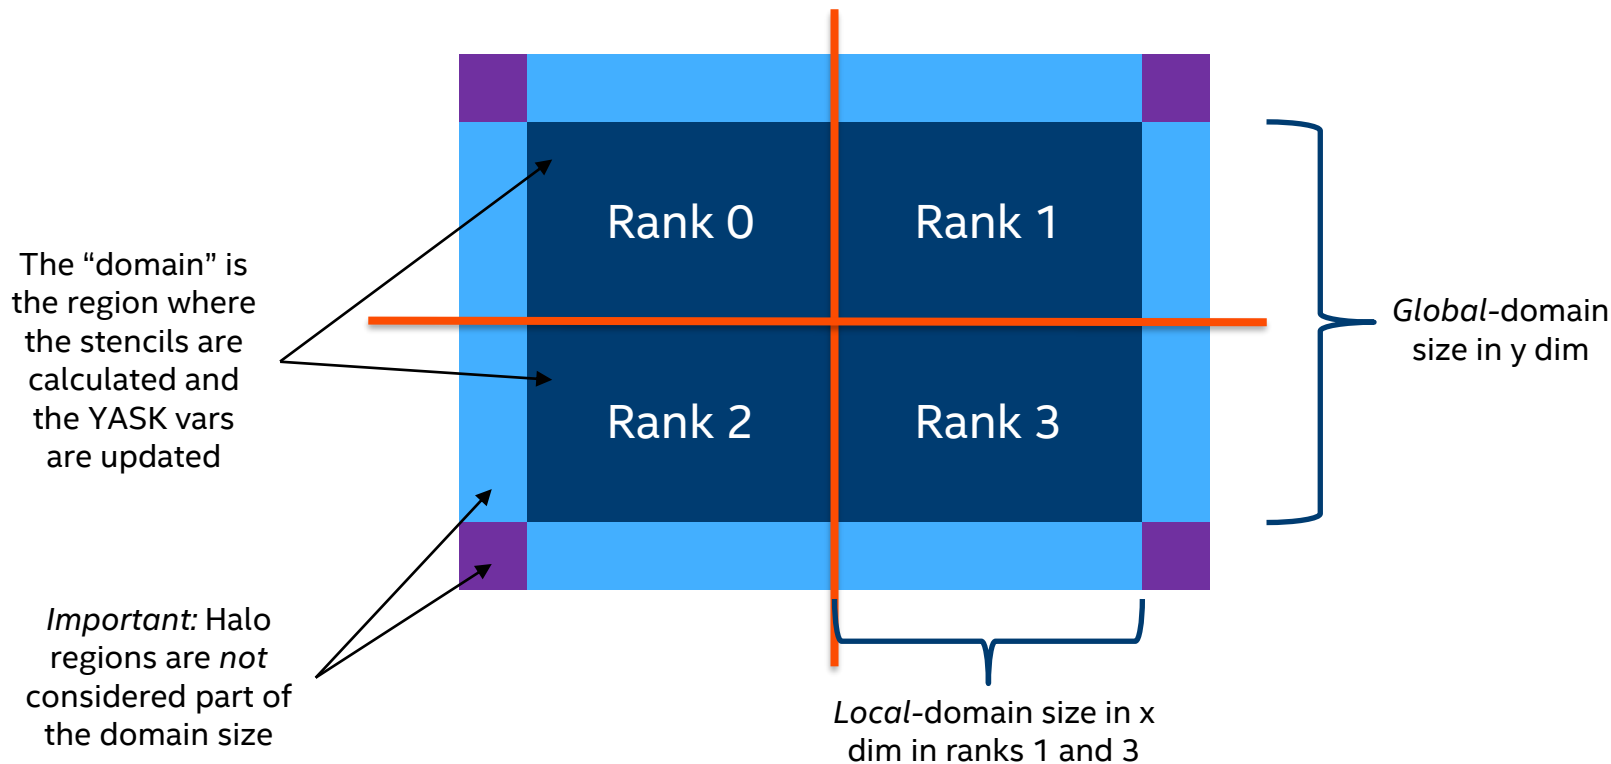 Rank 0
Rank 1
Rank 2
Rank 3
The “domain” is
the region where
the stencils are
calculated and
the YASK vars
are updated
Global-domain
size in y dim
Important: Halo
regions are not
considered part of
the domain size
Local-domain size in x
dim in ranks 1 and 3